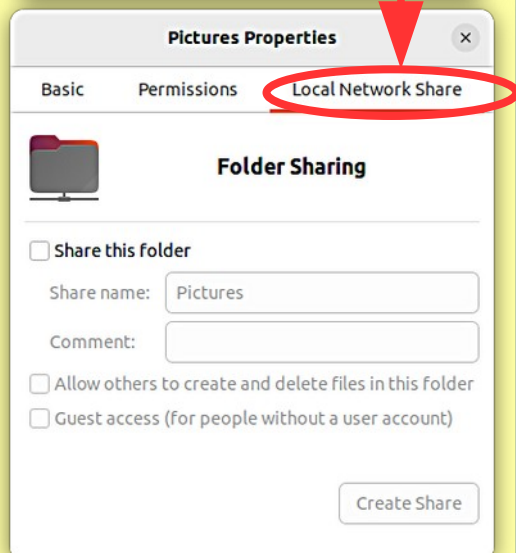 Pictures Properties
Basic Permissions Local Network Share
Folder Sharing
Share this folder
Share name: Pictures
Comment:
Allow others to create and delete files in this folder
Guest access (for people without a user account)
Create Share